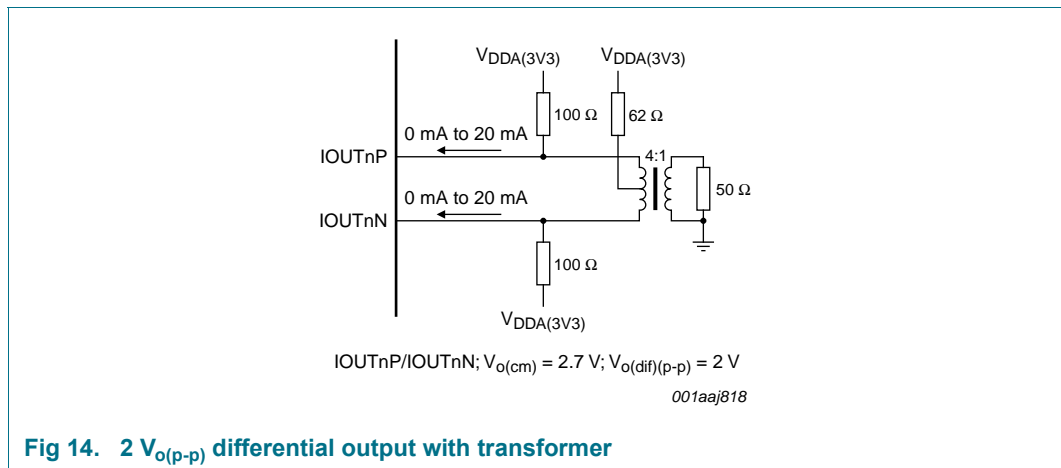 VDDA(3V3) VDDA(3V3)
100 Ω 62 Ω
0 mA to 20 mA
IOUTnP 4:1
0 mA to 20 mA 50 Ω
IOUTnN
100 Ω
VDDA(3V3)
IOUTnP/IOUTnN; Vo(cm) = 2.7 V; Vo(dif)(p-p) = 2 V
001aaj818
Fig 14. 2 Vo(p-p) differential output with transformer